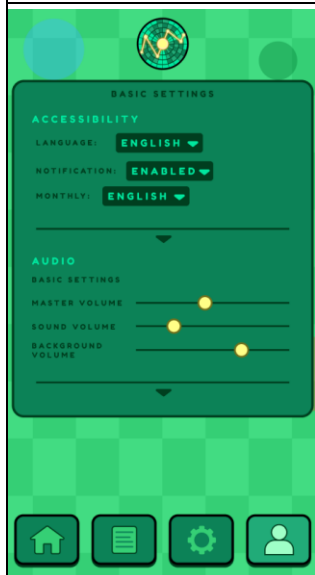 BASIC SETTINGS
ACCESSIBILITY
LANGUAGE: ENGLISH
NOTIFICATION: ENABLED
MONTHLY: ENGLISH
AUDIO
BASIC SETTINGS
MASTER VOLUME
SOUND VOLUME
BACKGROUND
VOLUME